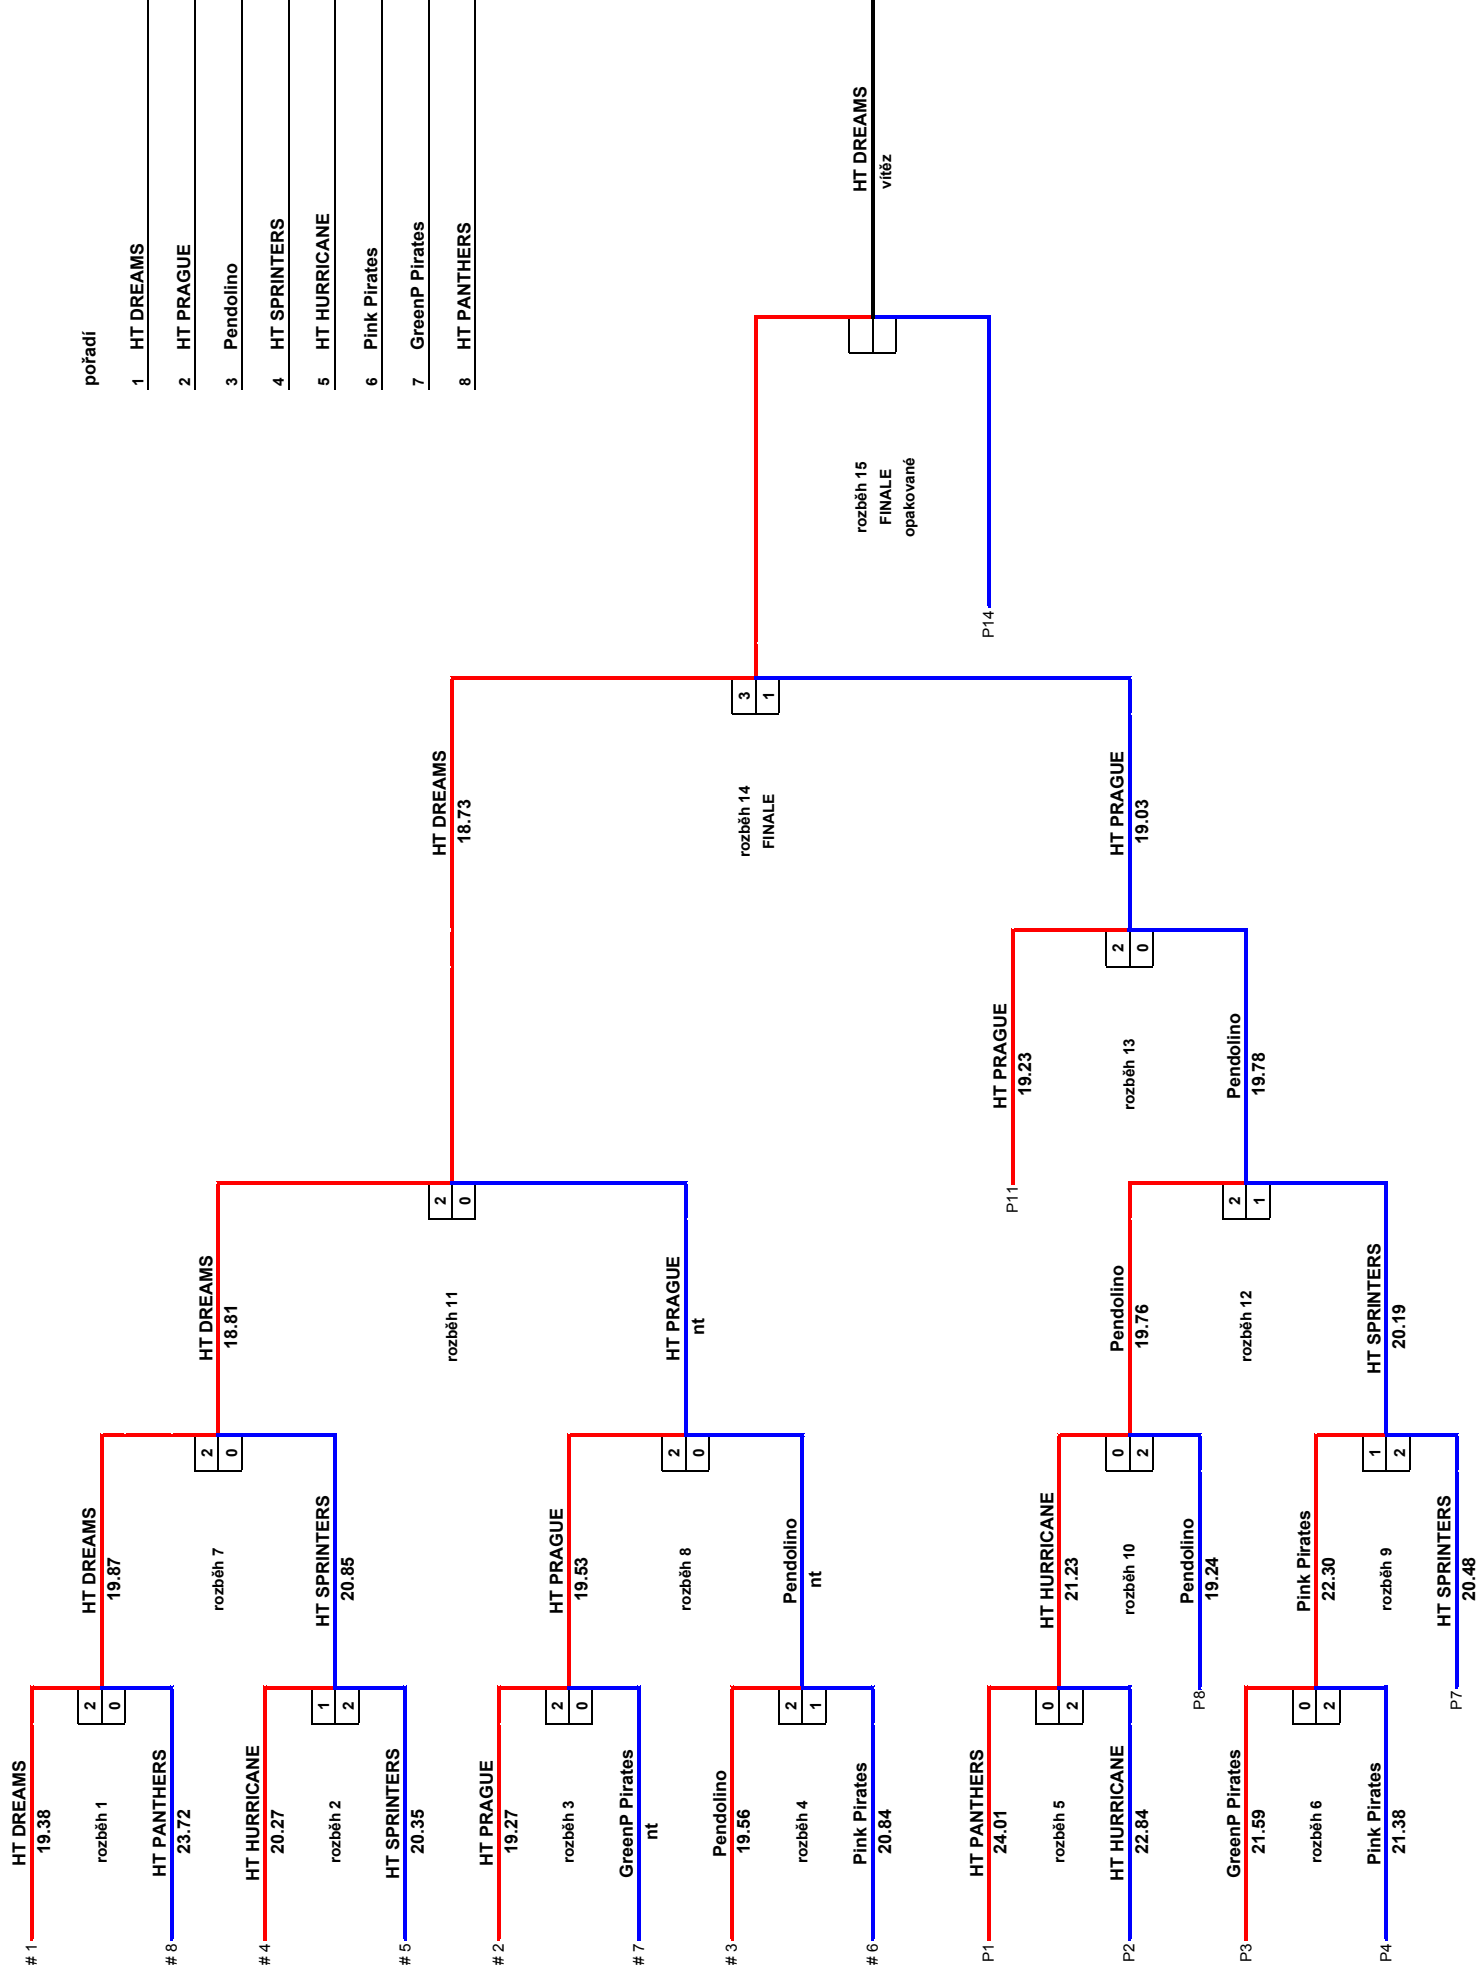 pořadí
1 HT DREAMS
2 HT PRAGUE
3 Pendolino
4 HT SPRINTERS
5 HT HURRICANE
6 Pink Pirates
7 GreenP Pirates
8 HT PANTHERS
# 1
HT DREAMS
19.38
rozběh 1
2
0
# 8
HT PANTHERS
23.72
# 4
HT HURRICANE
20.27
rozběh 2
1
2
# 5
HT SPRINTERS
20.35
# 2
HT PRAGUE
19.27
rozběh 3
2
0
# 7
GreenP Pirates
nt
# 3
Pendolino
19.56
rozběh 4
2
1
# 6
Pink Pirates
20.84
P1
HT PANTHERS
24.01
rozběh 5
0
2
P2
HT HURRICANE
22.84
P3
GreenP Pirates
21.59
rozběh 6
0
2
P4
Pink Pirates
21.38
HT DREAMS
19.87
rozběh 7
2
0
HT SPRINTERS
20.85
HT PRAGUE
19.53
rozběh 8
2
0
Pendolino
nt
HT HURRICANE
21.23
rozběh 10
0
2
P8
Pendolino
19.24
Pink Pirates
22.30
rozběh 9
1
2
P7
HT SPRINTERS
20.48
HT DREAMS
18.81
rozběh 11
2
0
HT PRAGUE
nt
Pendolino
19.76
rozběh 12
2
1
HT SPRINTERS
20.19
P11
HT PRAGUE
19.23
rozběh 13
2
0
Pendolino
19.78
HT DREAMS
18.73
rozběh 14
FINALE
3
1
HT PRAGUE
19.03
rozběh 15
FINALE
opakované
P14
HT DREAMS
vítěz